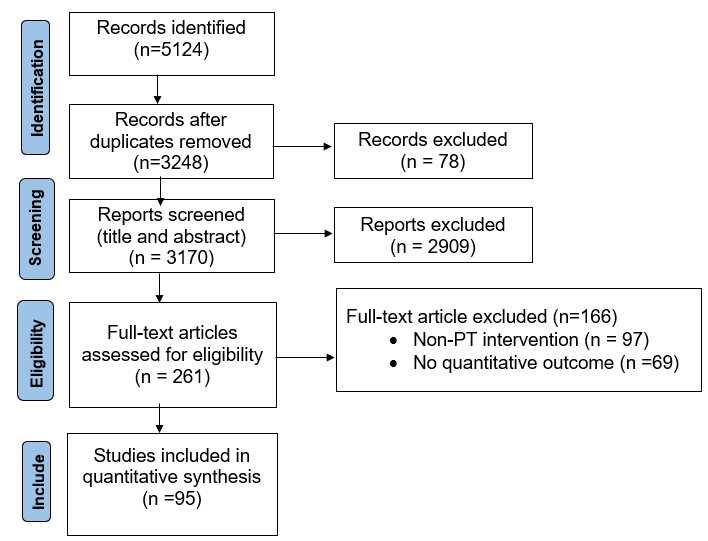 Identification
Records identified
(n=5124)
Records after
duplicates removed
(n=3248)
Records excluded
(n = 78)
Screening
Reports screened
(title and abstract)
(n = 3170)
Reports excluded
(n = 2909)
Eligibility
Full-text articles
assessed for eligibility
(n = 261)
Full-text article excluded (n=166)
• Non-PT intervention (n = 97)
• No quantitative outcome (n =69)
Include
Studies included in
quantitative synthesis
(n =95)